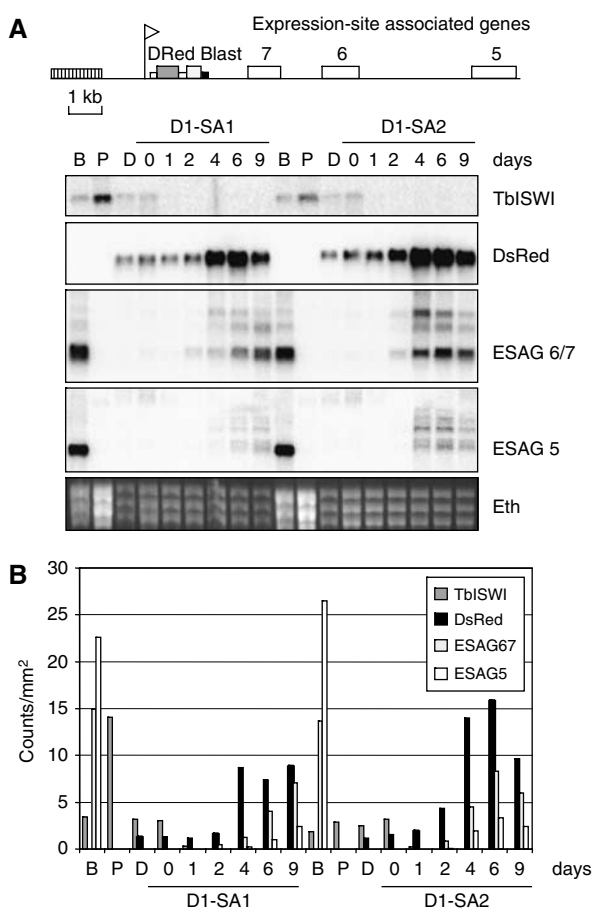 A
Expression-site associated genes
DRed Blast 7 6 5
1 kb
D1-SA1 D1-SA2
B P D 0 1 2 4 6 9 B P D 0 1 2 4 6 9 days
TbISWI
DsRed
ESAG 6/7
ESAG 5
Eth
B
30
25
20
15
10
5
0
Counts/mm²
TbISWI
DsRed
ESAG67
ESAG5
B P D 0 1 2 4 6 9 B P D 0 1 2 4 6 9 days
D1-SA1 D1-SA2